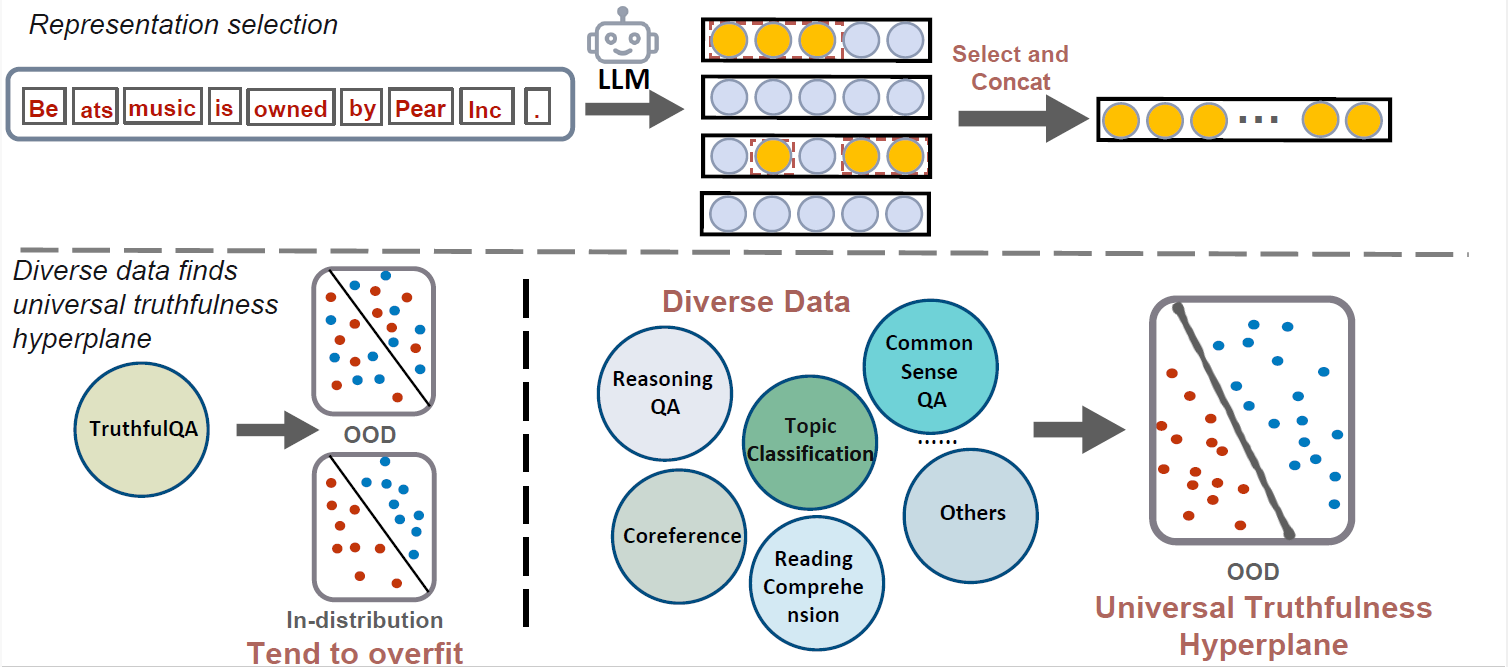 Representation selection
Be ats music is owned by Pear Inc .
LLM
Select and
Concat
...
Diverse data finds
universal truthfulness
hyperplane
TruthfulQA
OOD
In-distribution
Tend to overfit
Diverse Data
Reasoning
QA
Common
Sense
QA
Topic
Classification
......
Coreference
Others
Reading
Comprehe
nsion
OOD
Universal Truthfulness
Hyperplane